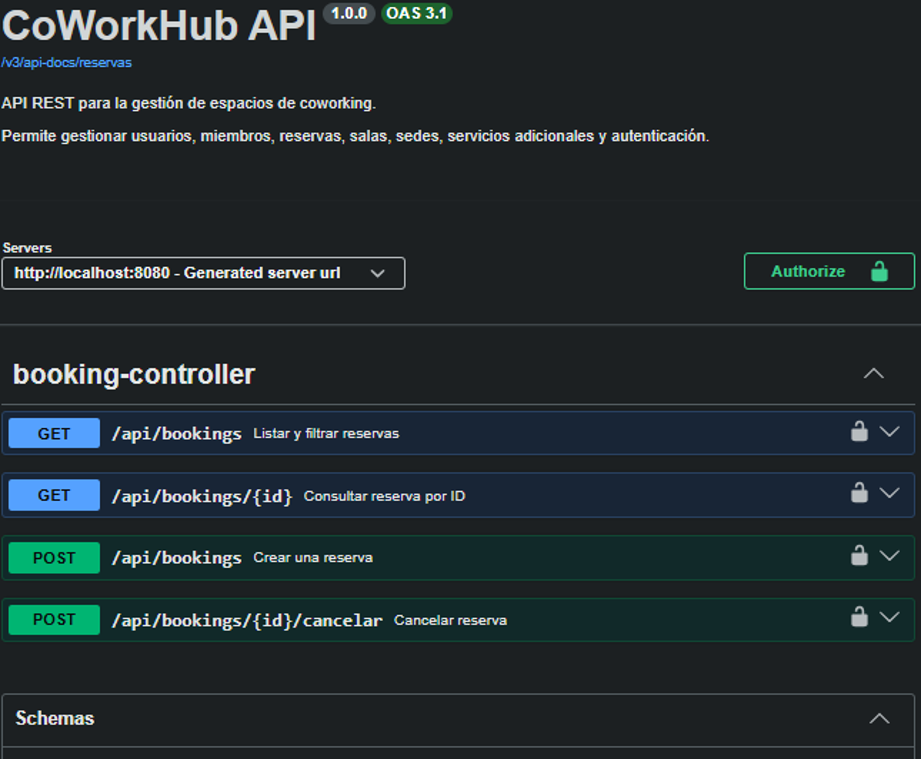 CoWorkHub API 1.0.0 OAS 3.1
/v3/api-docs/reservas
API REST para la gestión de espacios de coworking.
Permite gestionar usuarios, miembros, reservas, salas, sedes, servicios adicionales y autenticación.
Servers
http://localhost:8080 - Generated server url
Authorize
booking-controller
GET /api/bookings Listar y filtrar reservas
GET /api/bookings/{id} Consultar reserva por ID
POST /api/bookings Crear una reserva
POST /api/bookings/{id}/cancelar Cancelar reserva
Schemas